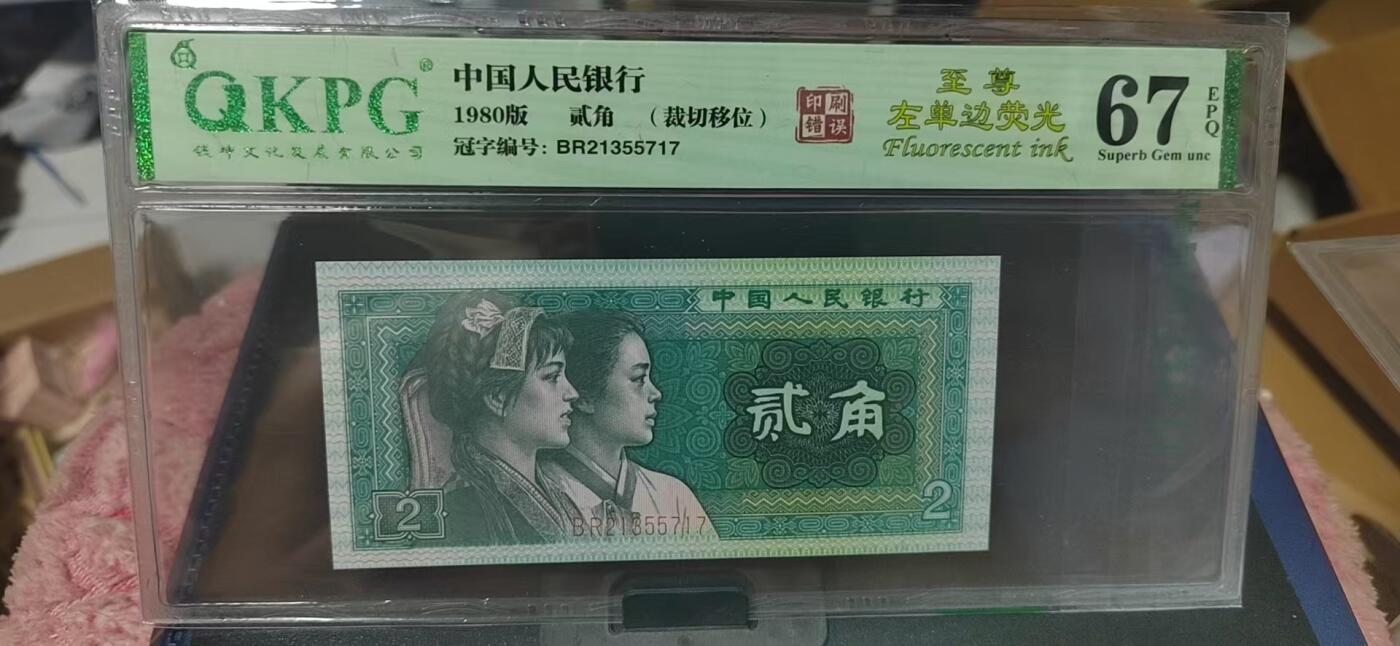 QKPG®
钱坤文化发展有限公司
中国人民银行
1980版 贰角 （裁切移位）
冠字编号: BR21355717
印刷
错误
至尊
左单边荧光
Fluorescent ink
67
EPQ
Superb Gem unc
中国人民银行
贰角
2
2
BR21355717